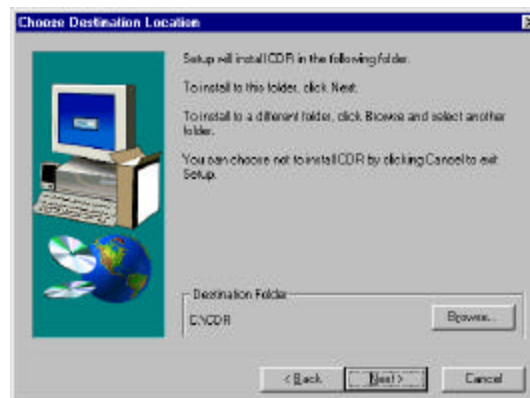 Choose Destination Location
Setup will install CDR in the following folder.
To install to this folder, click Next.
To install to a different folder, click Browse and select another
folder.
You can choose not to install CDR by clicking Cancel to exit
Setup.
Destination Folder
C:\CDR
Browse...
< Back
Next >
Cancel